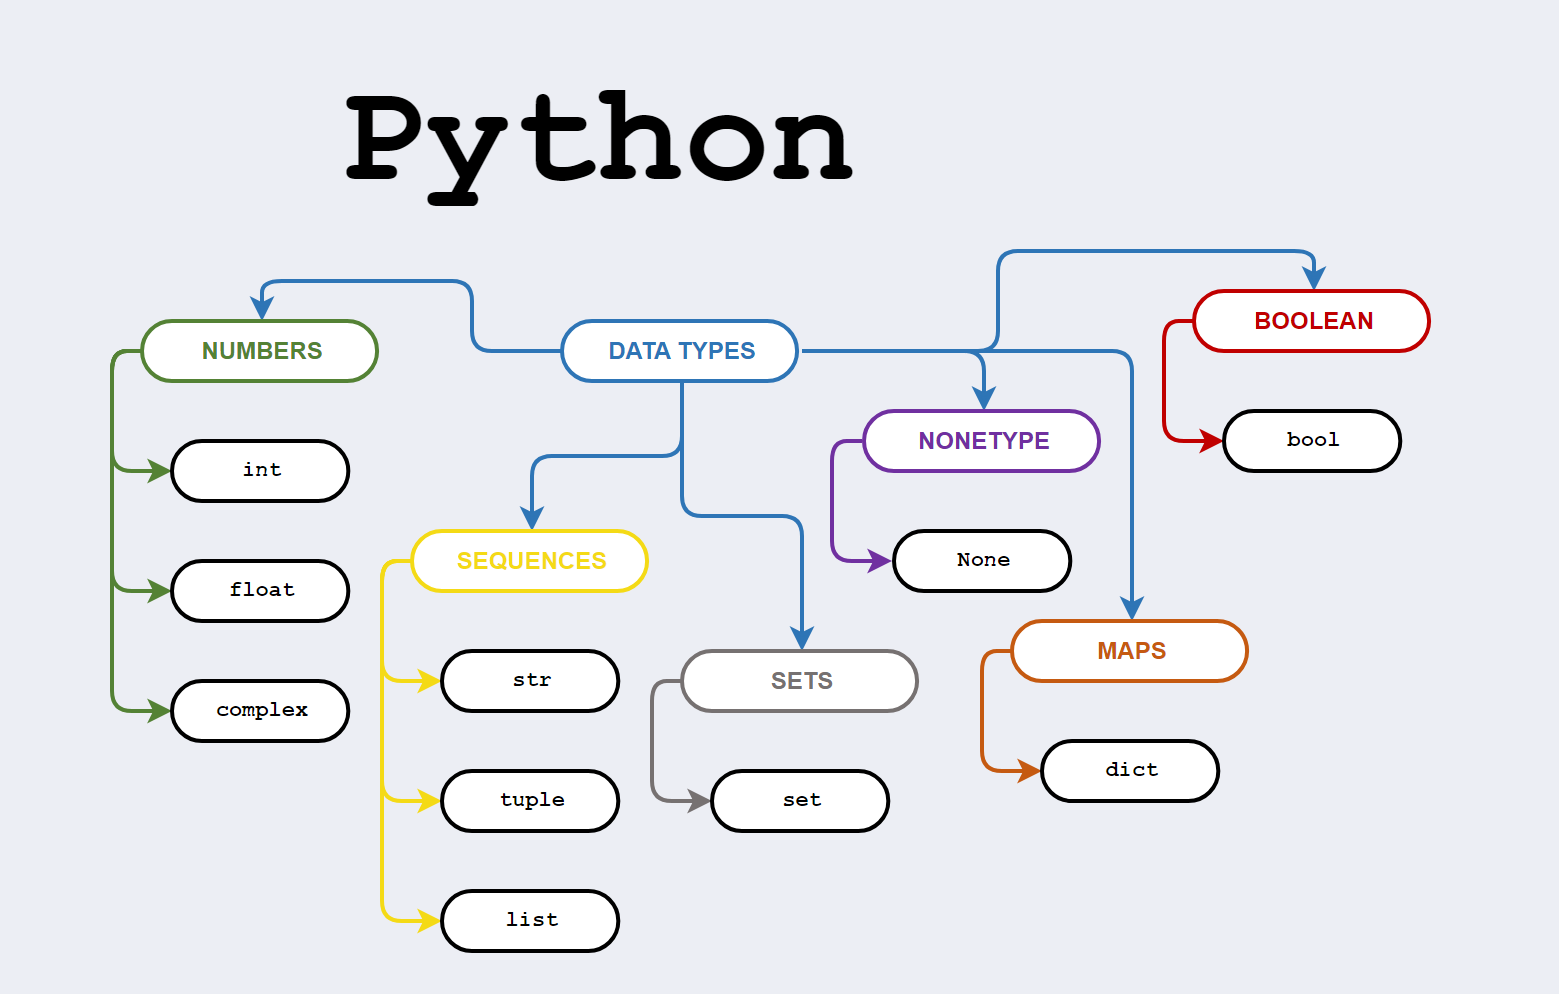 Python
DATA TYPES
NUMBERS
int
float
complex
SEQUENCES
str
tuple
list
SETS
set
NONETYPE
None
MAPS
dict
BOOLEAN
bool